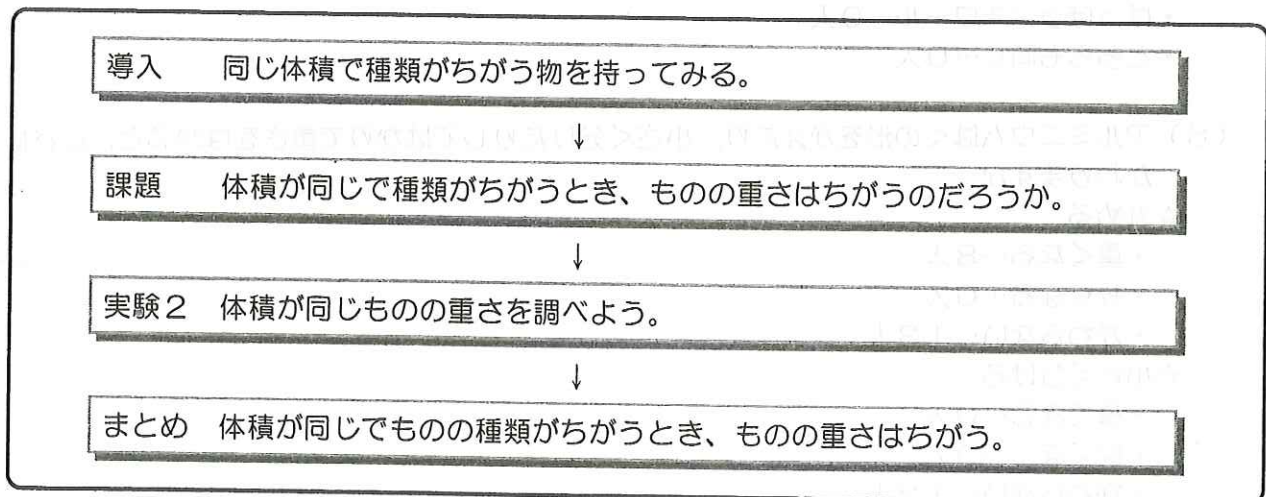 導入　同じ体積で種類がちがう物を持ってみる。
↓
課題　体積が同じで種類がちがうとき、ものの重さはちがうのだろうか。
↓
実験２　体積が同じものの重さを調べよう。
↓
まとめ　体積が同じでものの種類がちがうとき、ものの重さはちがう。